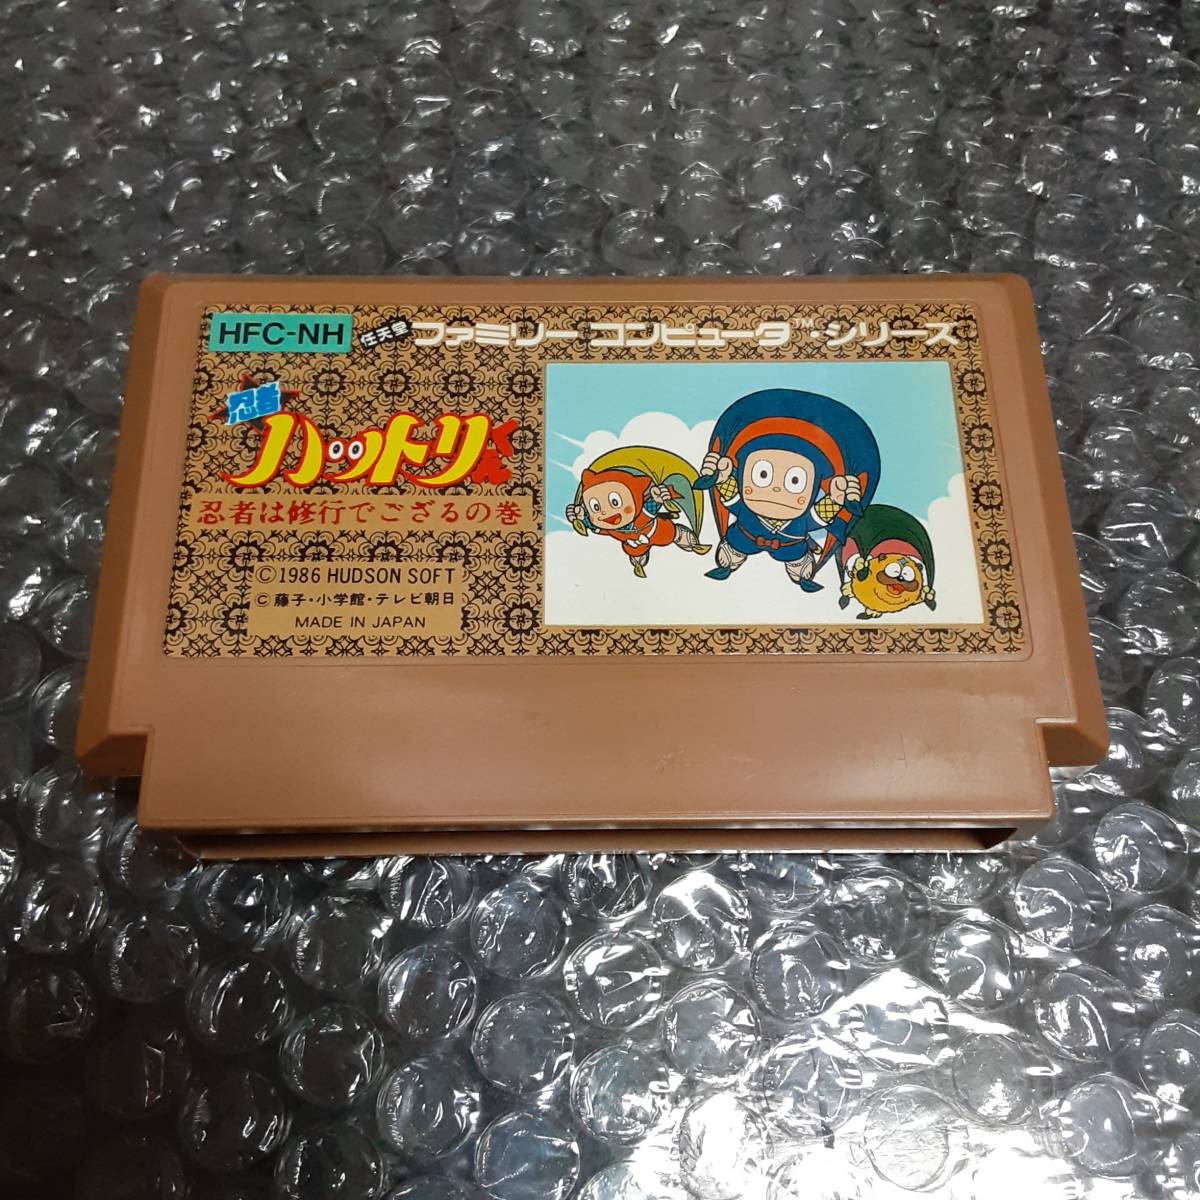 HFC-NH
任天堂 ファミリー コンピュータ™・シリーズ
忍者
ハットリくん
忍者は修行でござるの巻
©1986 HUDSON SOFT
©藤子・小学館・テレビ朝日
MADE IN JAPAN